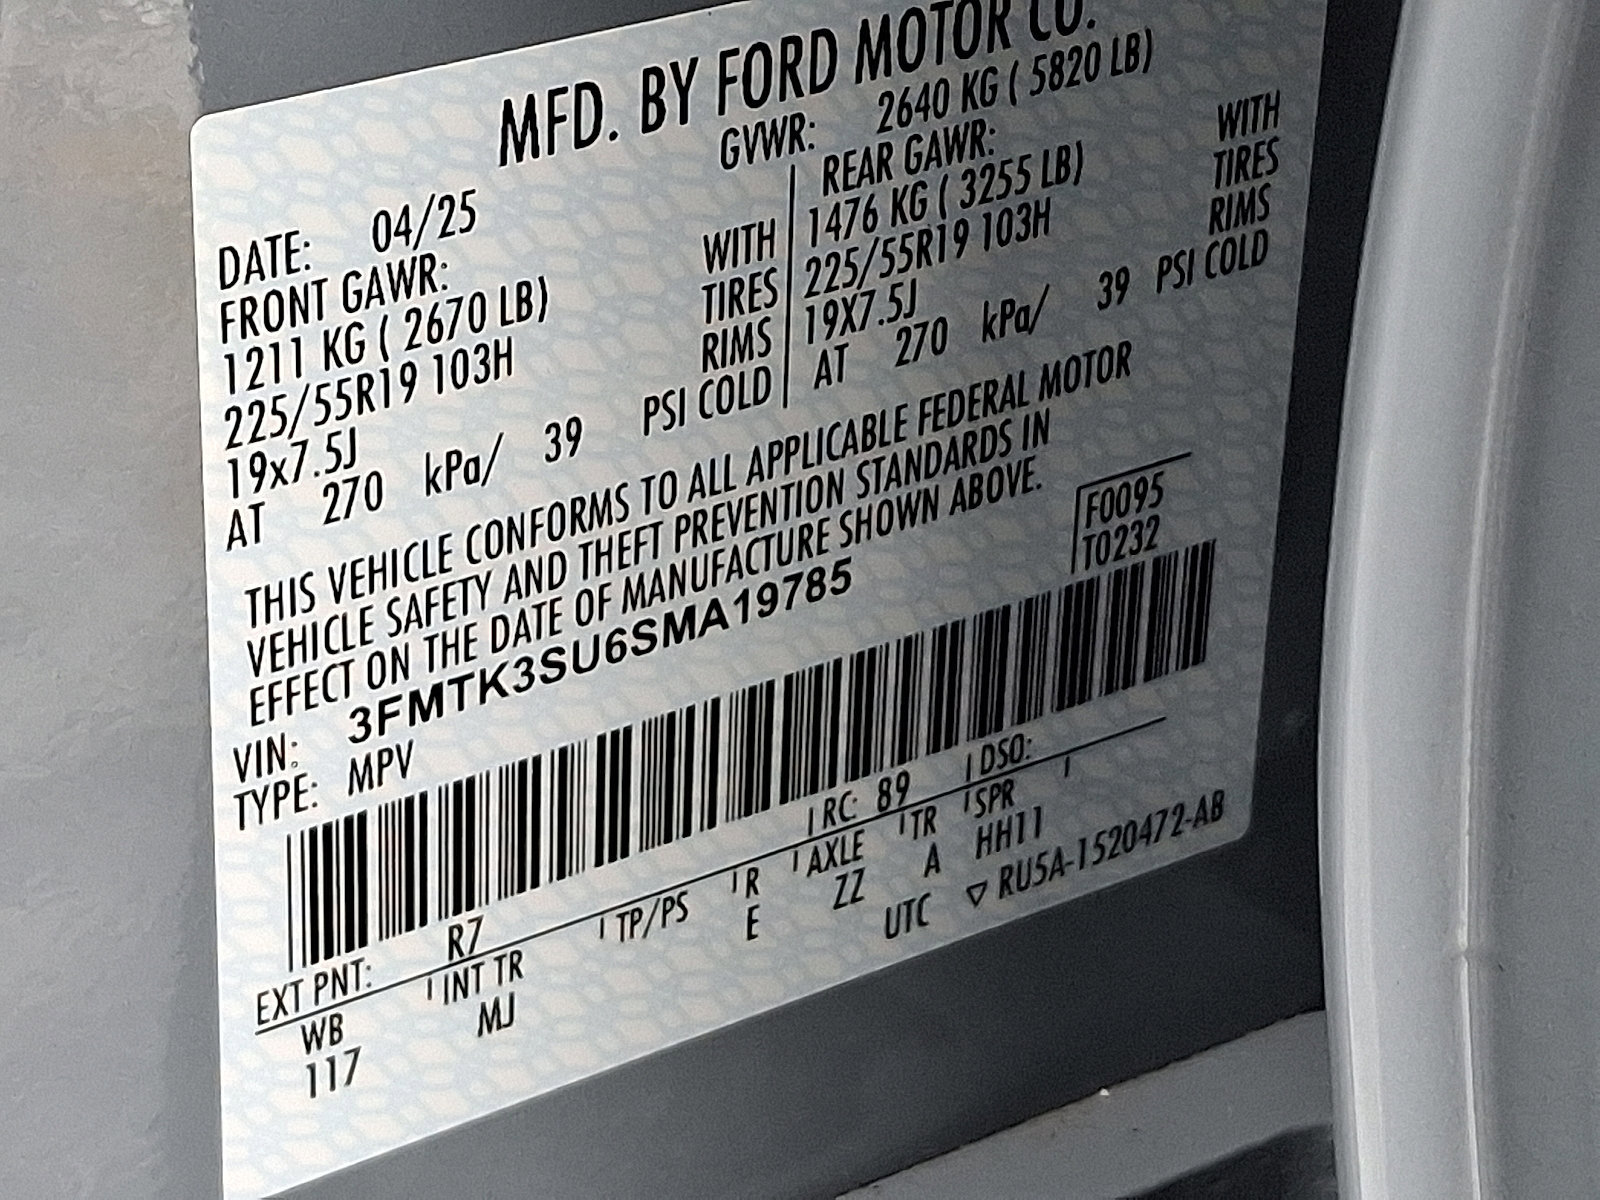 MFD. BY FORD MOTOR CO.
DATE: 04/25 GVWR: 2640 KG ( 5820 LB)
FRONT GAWR:
1211 KG ( 2670 LB) WITH
225/55R19 103H TIRES
19x7.5J RIMS
AT 270 kPa/ 39 PSI COLD
REAR GAWR:
1476 KG ( 3255 LB) WITH
225/55R19 103H TIRES
19X7.5J RIMS
AT 270 kPa/ 39 PSI COLD
THIS VEHICLE CONFORMS TO ALL APPLICABLE FEDERAL MOTOR
VEHICLE SAFETY AND THEFT PREVENTION STANDARDS IN
EFFECT ON THE DATE OF MANUFACTURE SHOWN ABOVE.
VIN: 3FMTK3SU6SMA19785
TYPE: MPV
F0095
T0232
EXT PNT: R7 RC: 89 DSO:
WB INT TR TP/PS R AXLE TR SPR
117 MJ E ZZ A HH11
UTC ▽ RU5A-1520472-AB